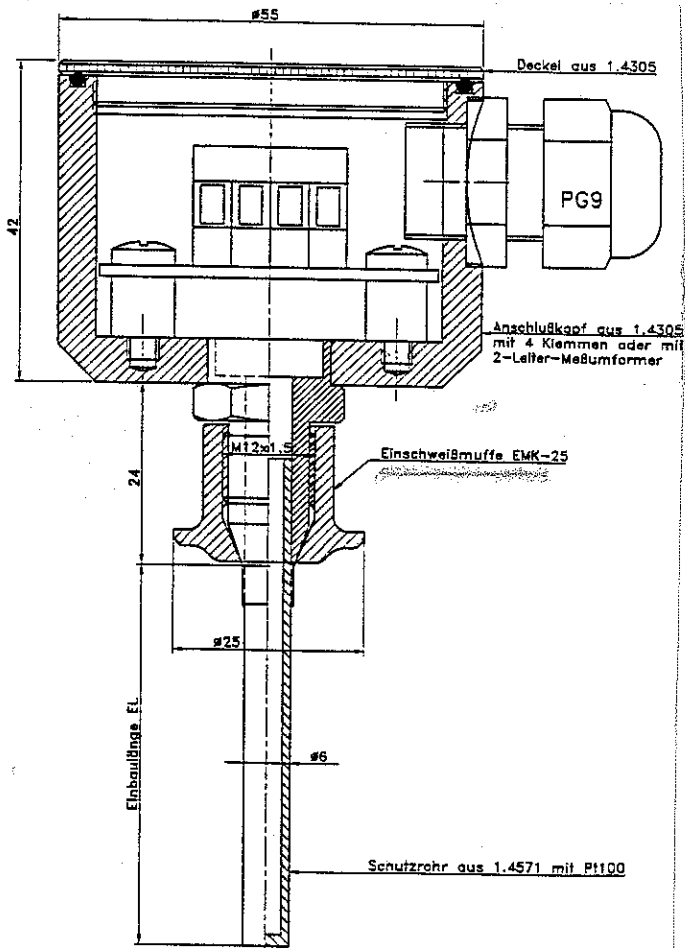 ø55
Deckel aus 1.4305
42
PG9
Anschlußkopf aus 1.4305
mit 4 Klemmen oder mit
2-Leiter-Meßumformer
M12x1,5
24
Einschweißmuffe EMK-25
ø25
Einbaulänge EL
ø6
Schutzrohr aus 1.4571 mit Pt100